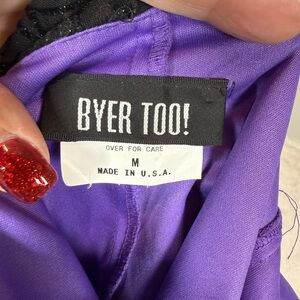 BYER TOO!
OVER FOR CARE
M
MADE IN U.S.A.